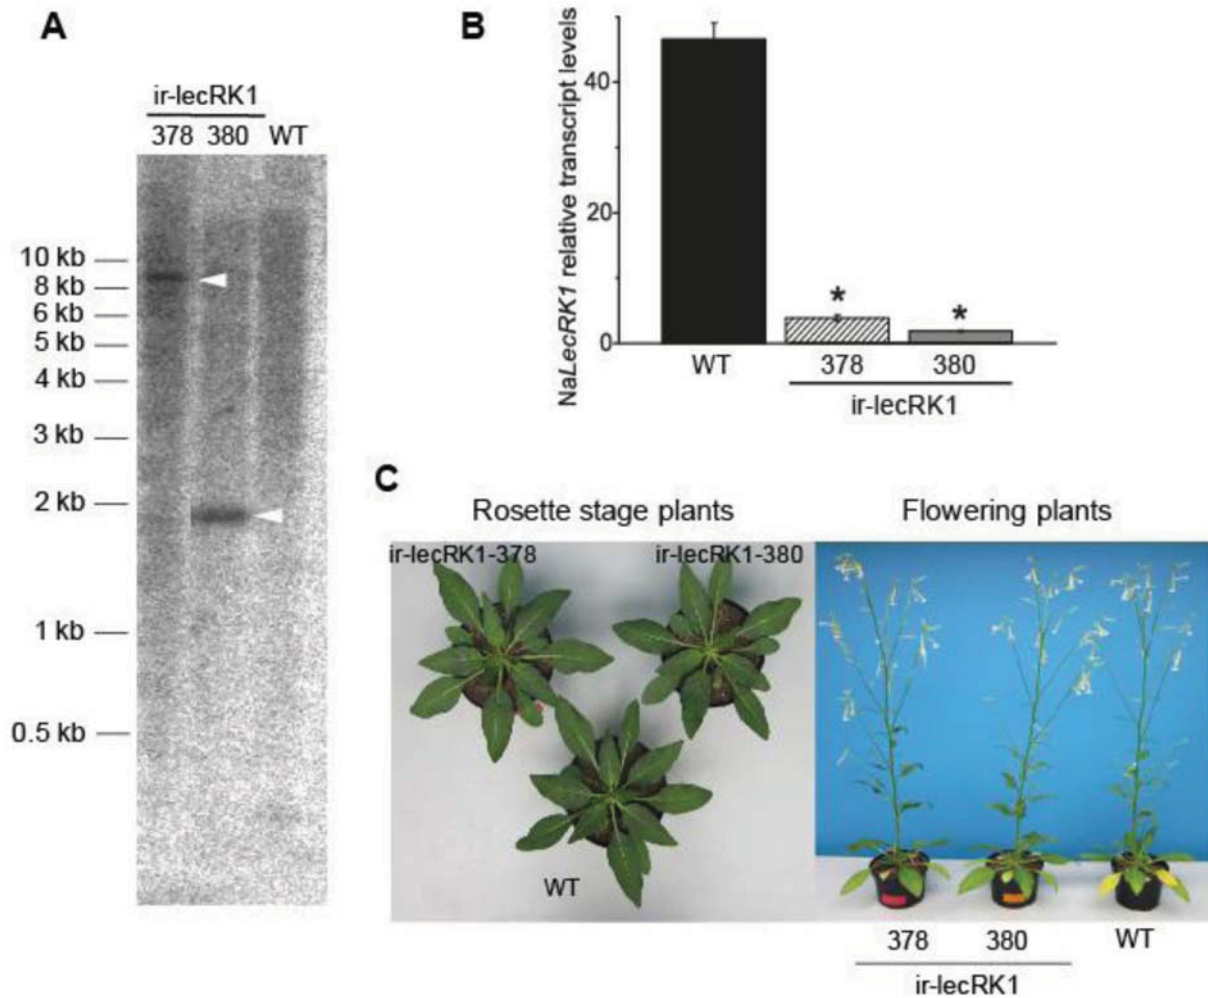 A
ir-lecRK1
378 380 WT
10 kb
8 kb
6 kb
5 kb
4 kb
3 kb
2 kb
1 kb
0.5 kb
B
NaLecRK1 relative transcript levels
40
20
0
*
*
WT
378
380
ir-lecRK1
C
Rosette stage plants
Flowering plants
ir-lecRK1-378
ir-lecRK1-380
WT
378
380
WT
ir-lecRK1